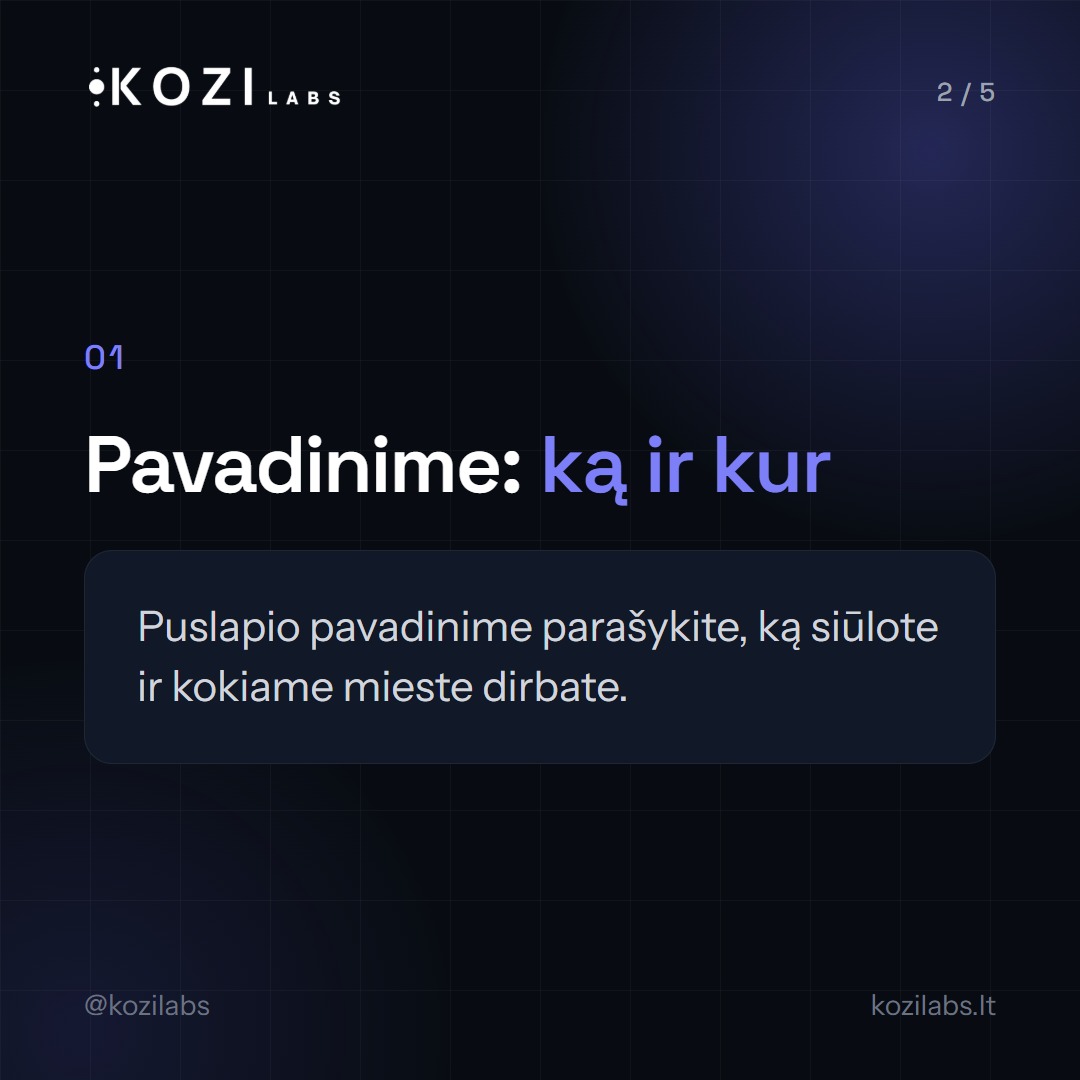 KOZI LABS
2 / 5
01
Pavadinime: ką ir kur
Puslapio pavadinime parašykite, ką siūlote
ir kokiame mieste dirbate.
@kozilabs
kozilabs.lt